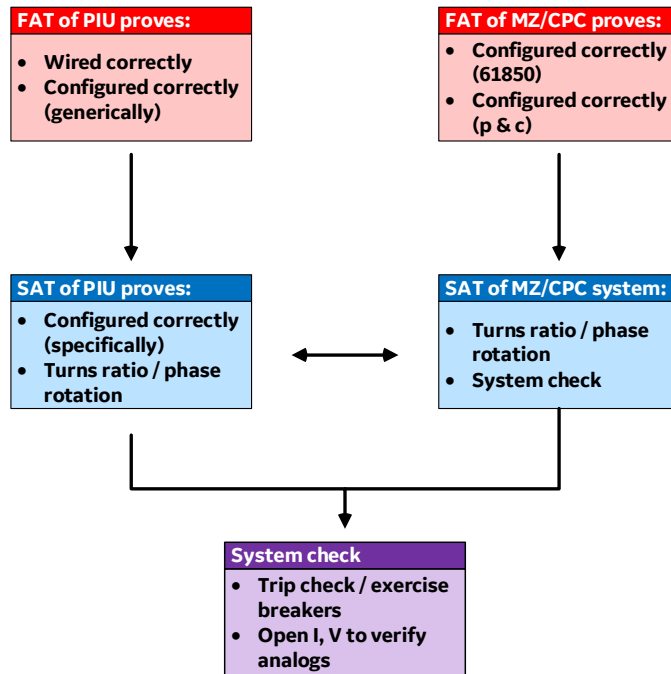 FAT of PIU proves:
• Wired correctly
• Configured correctly
(generically)
FAT of MZ/CPC proves:
• Configured correctly
(61850)
• Configured correctly
(p & c)
SAT of PIU proves:
• Configured correctly
(specifically)
• Turns ratio / phase
rotation
SAT of MZ/CPC system:
• Turns ratio / phase
rotation
• System check
System check
• Trip check / exercise
breakers
• Open I, V to verify
analogs